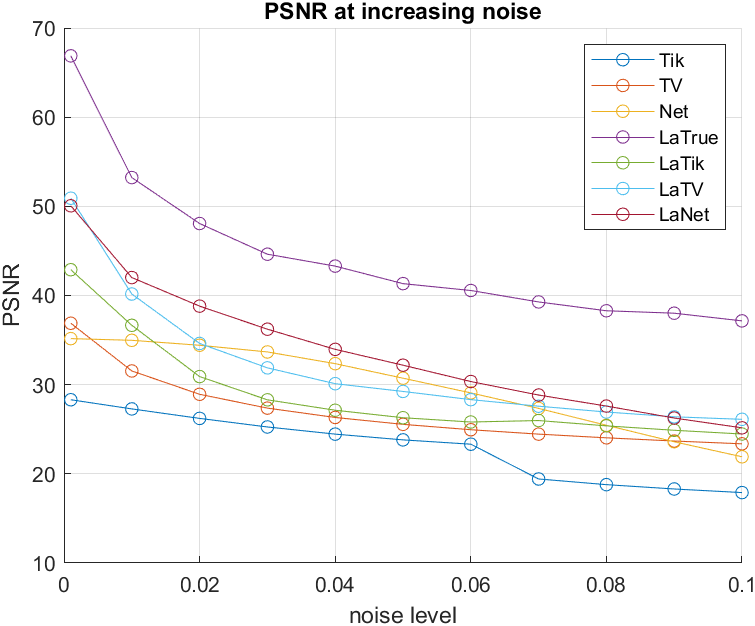 PSNR at increasing noise
70
60
50
40
30
20
10
PSNR
Tik
TV
Net
LaTrue
LaTik
LaTV
LaNet
0
0.02
0.04
0.06
0.08
0.1
noise level